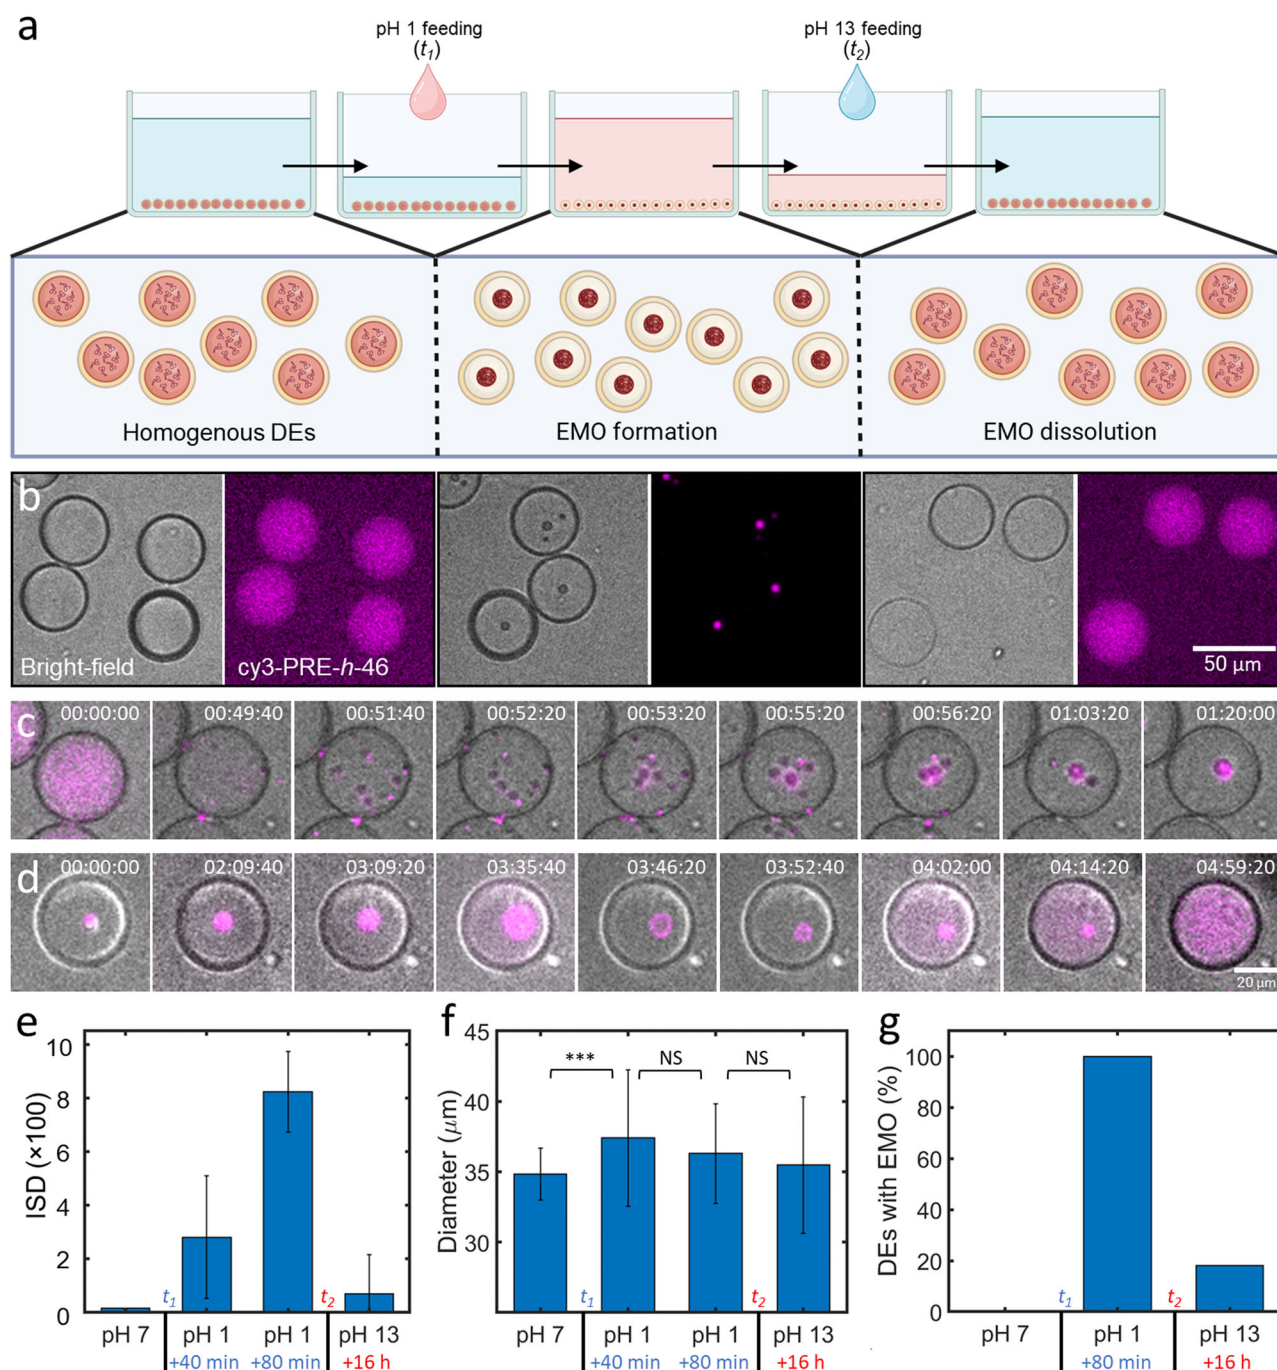 a
pH 1 feeding
(t1)
pH 13 feeding
(t2)
Homogenous DEs
EMO formation
EMO dissolution
b
Bright-field
cy3-PRE-h-46
50 µm
c
00:00:00
00:49:40
00:51:40
00:52:20
00:53:20
00:55:20
00:56:20
01:03:20
01:20:00
d
00:00:00
02:09:40
03:09:20
03:35:40
03:46:20
03:52:40
04:02:00
04:14:20
04:59:20
20 µm
e
ISD (×100)
10
8
6
4
2
0
t1
t2
pH 7
pH 1
pH 1
pH 13
+40 min
+80 min
+16 h
f
Diameter (µm)
45
40
35
30
***
NS
NS
t1
t2
pH 7
pH 1
pH 1
pH 13
+40 min
+80 min
+16 h
g
DEs with EMO (%)
100
80
60
40
20
0
t1
t2
pH 7
pH 1
pH 13
+80 min
+16 h